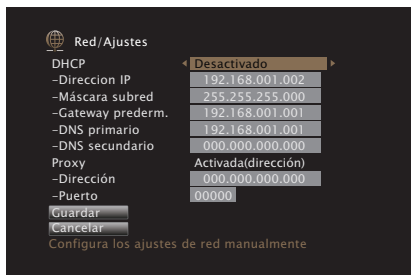 Red/Ajustes
DHCP Desactivado
–Direccion IP 192.168.001.002
–Máscara subred 255.255.255.000
–Gateway prederm. 192.168.001.001
–DNS primario 192.168.001.001
–DNS secundario 000.000.000.000
Proxy Activada(dirección)
–Dirección 000.000.000.000
–Puerto 00000
Guardar
Cancelar
Configura los ajustes de red manualmente